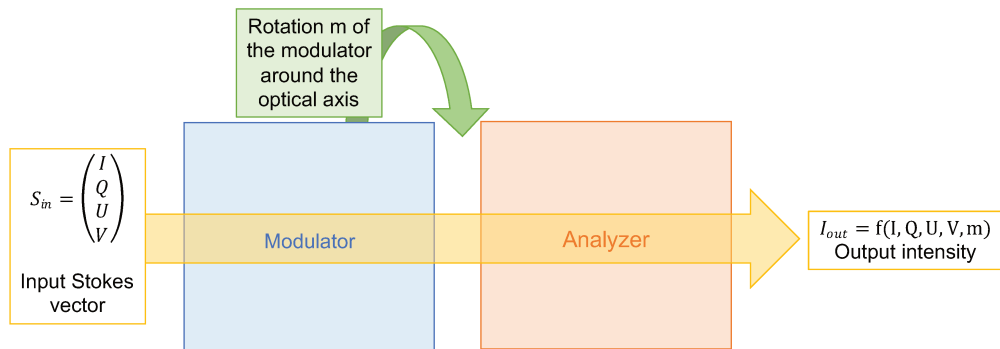 Rotation m of
the modulator
around the
optical axis
S_in = (I
Q
U
V)
Input Stokes
vector
Modulator
Analyzer
I_out = f(I, Q, U, V, m)
Output intensity